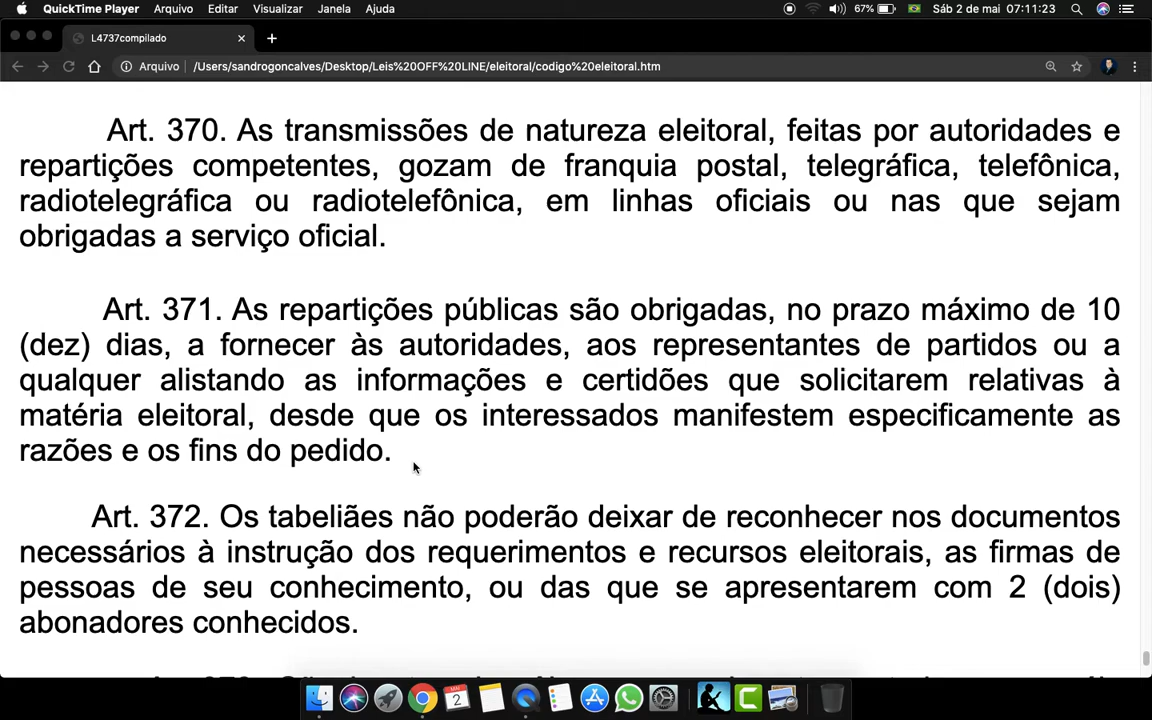 QuickTime Player Arquivo Editar Visualizar Janela Ajuda 67% Sáb 2 de mai 07:11:23
L4737compilado
Arquivo /Users/sandrogoncalves/Desktop/Leis%20OFF%20LINE/eleitoral/codigo%20eleitoral.htm
Art. 370. As transmissões de natureza eleitoral, feitas por autoridades e
repartições competentes, gozam de franquia postal, telegráfica, telefônica,
radiotelegráfica ou radiotelefônica, em linhas oficiais ou nas que sejam
obrigadas a serviço oficial.
Art. 371. As repartições públicas são obrigadas, no prazo máximo de 10
(dez) dias, a fornecer às autoridades, aos representantes de partidos ou a
qualquer alistando as informações e certidões que solicitarem relativas à
matéria eleitoral, desde que os interessados manifestem especificamente as
razões e os fins do pedido.
Art. 372. Os tabeliães não poderão deixar de reconhecer nos documentos
necessários à instrução dos requerimentos e recursos eleitorais, as firmas de
pessoas de seu conhecimento, ou das que se apresentarem com 2 (dois)
abonadores conhecidos.
MAI
2